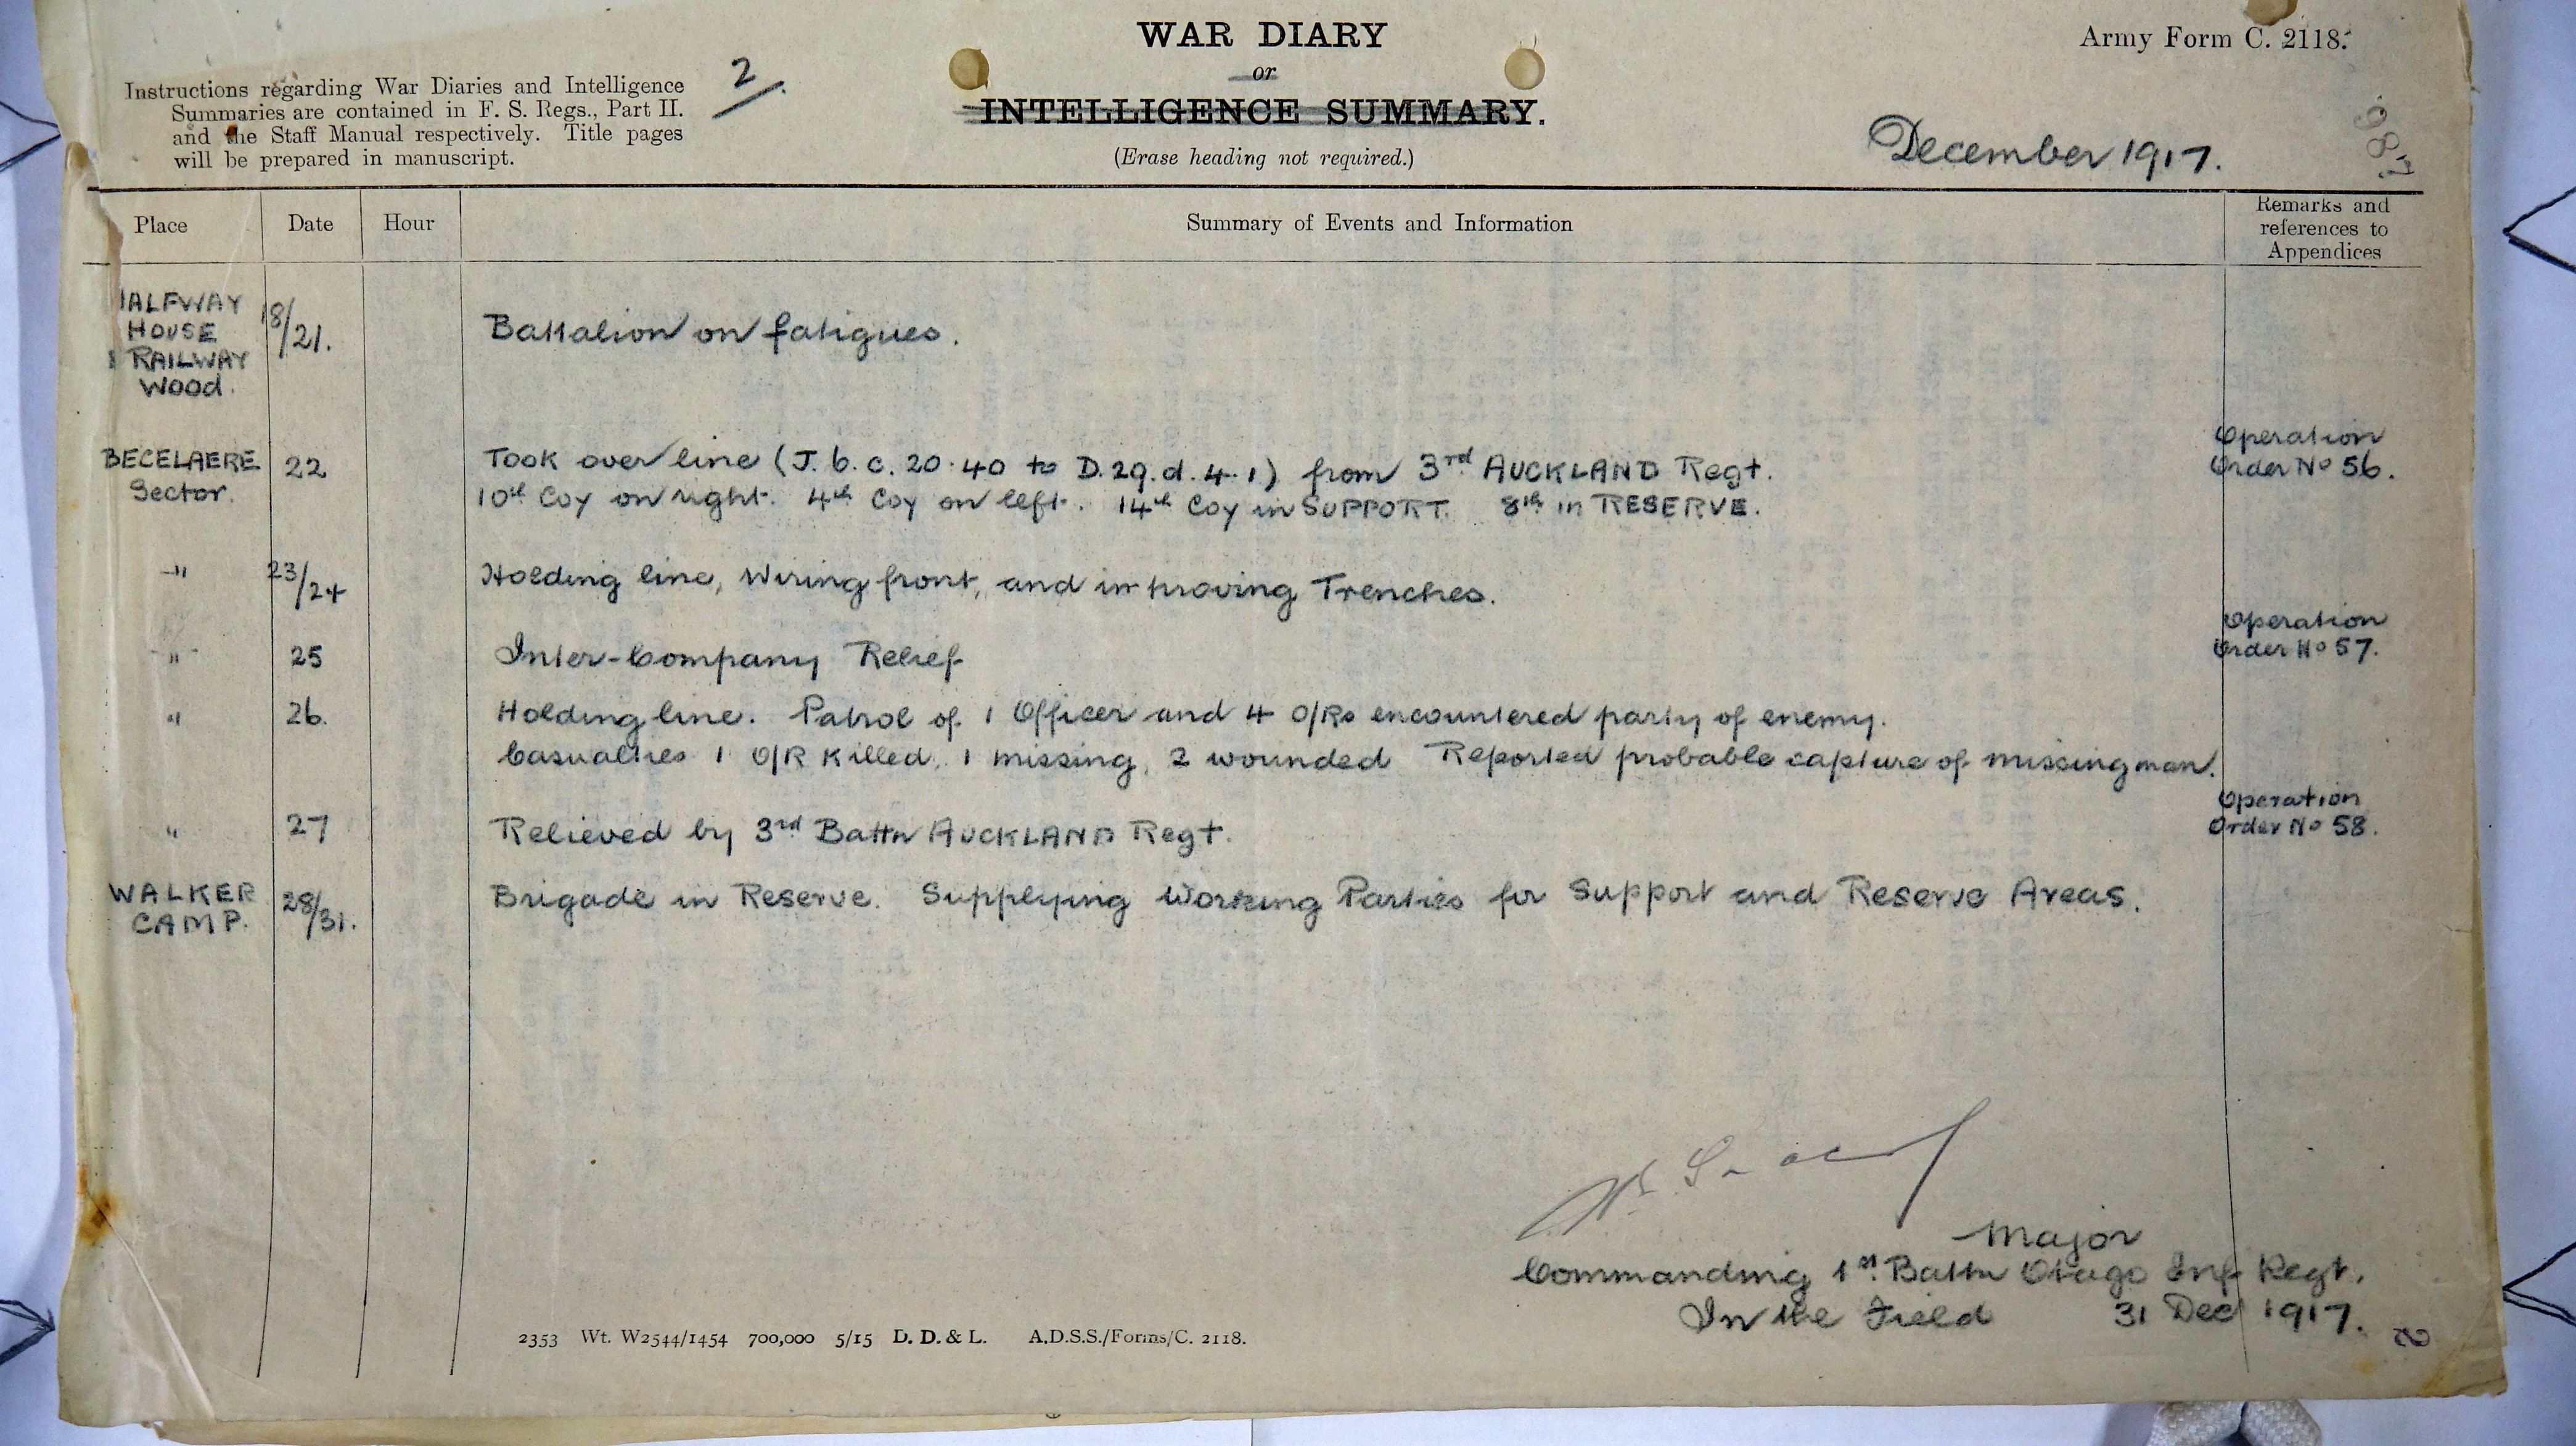 WAR DIARY
or
INTELLIGENCE SUMMARY.
(Erase heading not required.)
Army Form C. 2118.
Instructions regarding War Diaries and Intelligence
Summaries are contained in F. S. Regs., Part II.
and the Staff Manual respectively. Title pages
will be prepared in manuscript.
2/.
December 1917.
Place Date Hour Summary of Events and Information Remarks and
references to
Appendices
HALFWAY
HOUSE
RAILWAY
Wood.
18/21.
Battalion on fatigues.
BECELAERE
Sector.
22
Took over line (J. 6. c. 20.40 to D. 29. d. 4.1) from 3rd AUCKLAND Regt.
10th Coy on right. 4th Coy on left. 14th Coy in SUPPORT. 8th in RESERVE.
Operation
Order No 56.
-"
23/24
Holding line, Wiring front, and improving Trenches.
" 25 Inter-Company Relief
Operation
Order No 57.
" 26. Holding line. Patrol of 1 Officer and 4 O/Rs encountered party of enemy.
Casualties 1 O/R Killed, 1 missing, 2 wounded Reported probable capture of missing man.
" 27 Relieved by 3rd Battn AUCKLAND Regt.
Operation
Order No 58.
WALKER
CAMP.
28/31.
Brigade in Reserve. Supplying Working Parties for Support and Reserve Areas.
Major
Commanding 1st Battn Otago Inf Regt.
In the Field 31 Dec 1917.
2353 Wt. W2544/1454 700,000 5/15 D. D. & L. A.D.S.S./Forms/C. 2118.